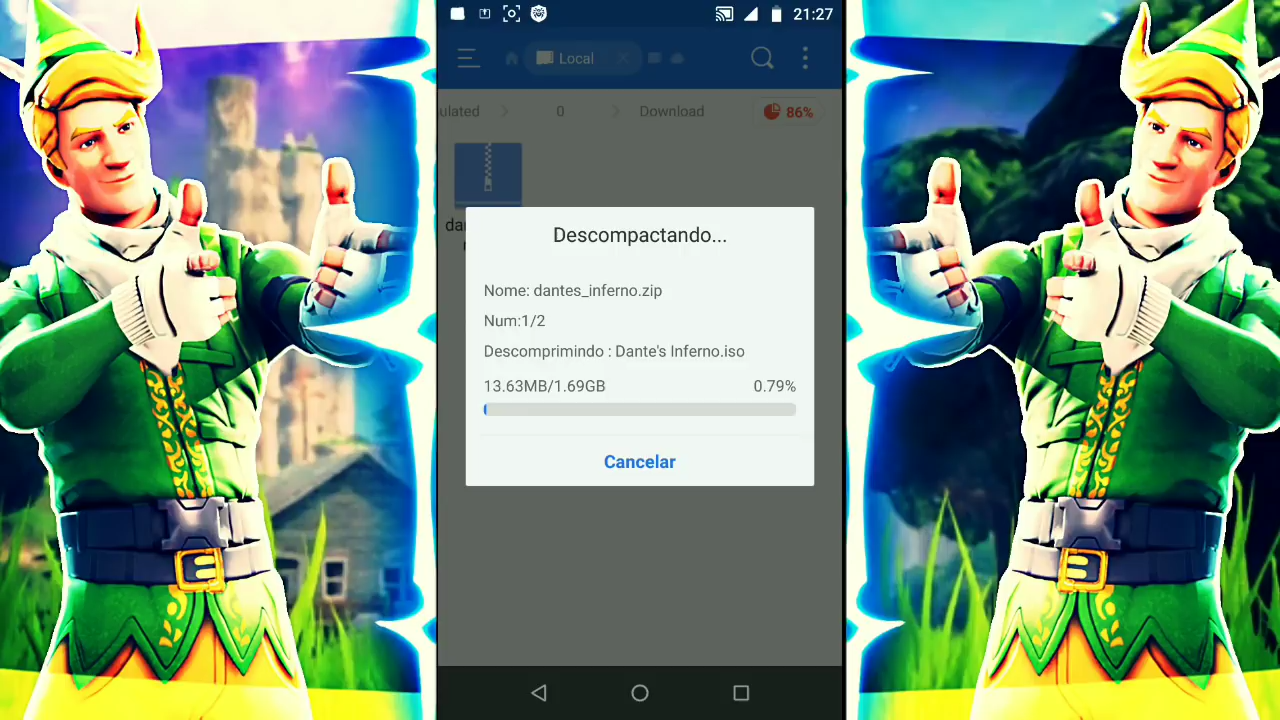 21:27
Local
ulated
0
Download
86%
Descompactando...
Nome: dantes_inferno.zip
Num:1/2
Descomprimindo : Dante's Inferno.iso
13.63MB/1.69GB
0.79%
Cancelar